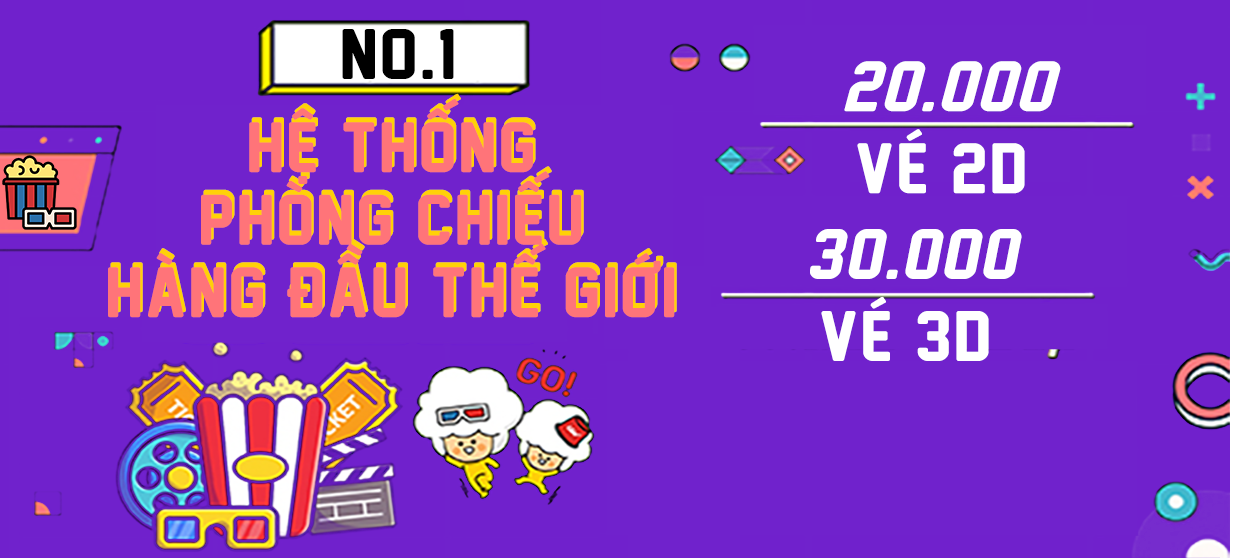 NO.1
HỆ THỐNG
PHÒNG CHIẾU
HÀNG ĐẦU THẾ GIỚI
20.000
VÉ 2D
30.000
VÉ 3D
GO!